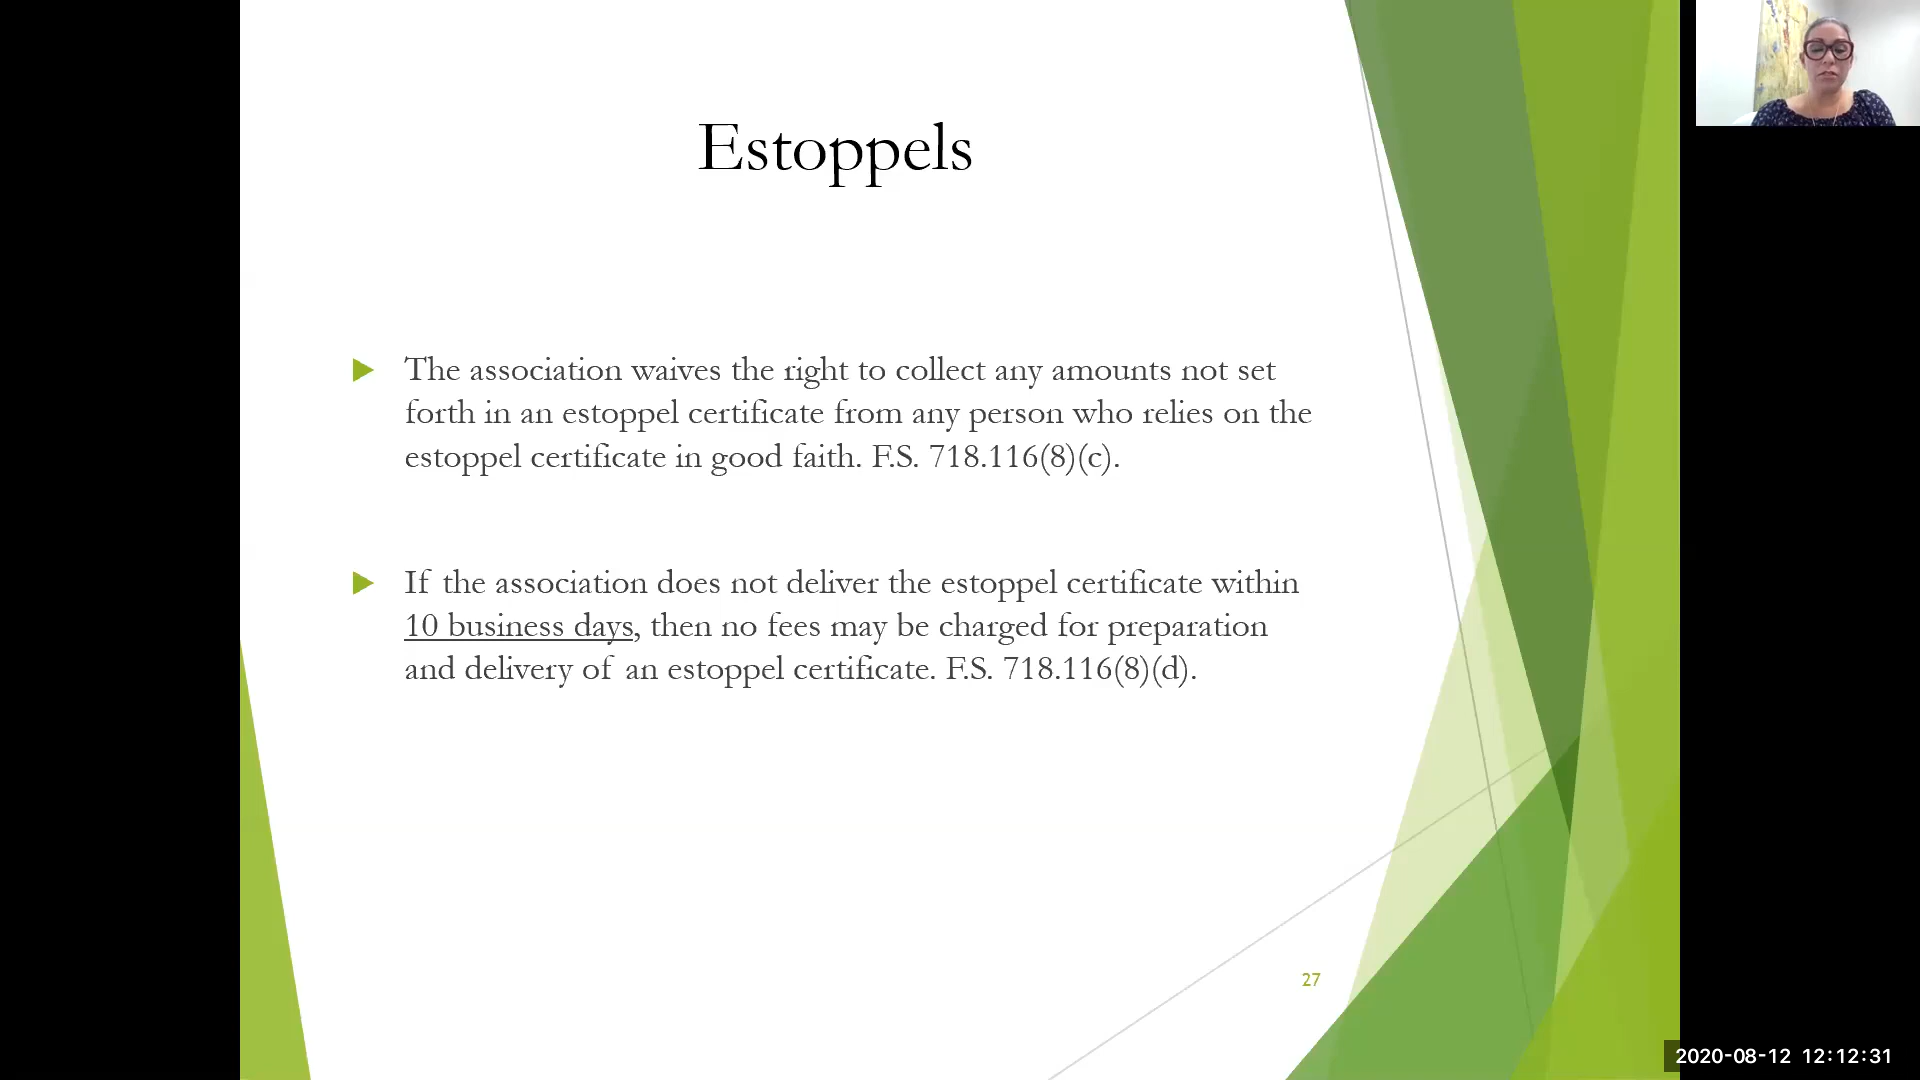 Estoppels
The association waives the right to collect any amounts not set
forth in an estoppel certificate from any person who relies on the
estoppel certificate in good faith. F.S. 718.116(8)(c).
If the association does not deliver the estoppel certificate within
10 business days, then no fees may be charged for preparation
and delivery of an estoppel certificate. F.S. 718.116(8)(d).
27
2020-08-12 12:12:31